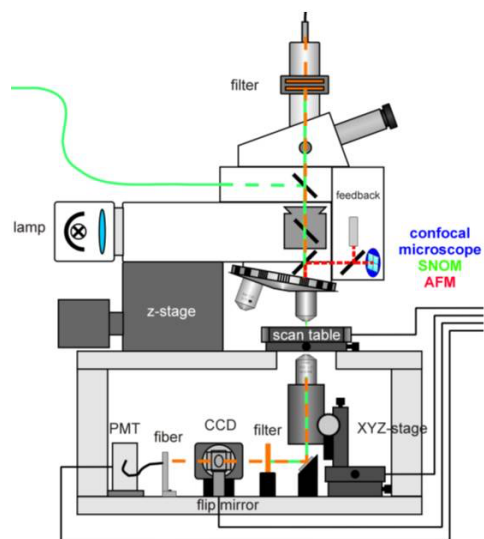 filter
feedback
lamp
confocal
microscope
SNOM
AFM
z-stage
scan table
PMT
fiber
CCD
filter
XYZ-stage
flip mirror